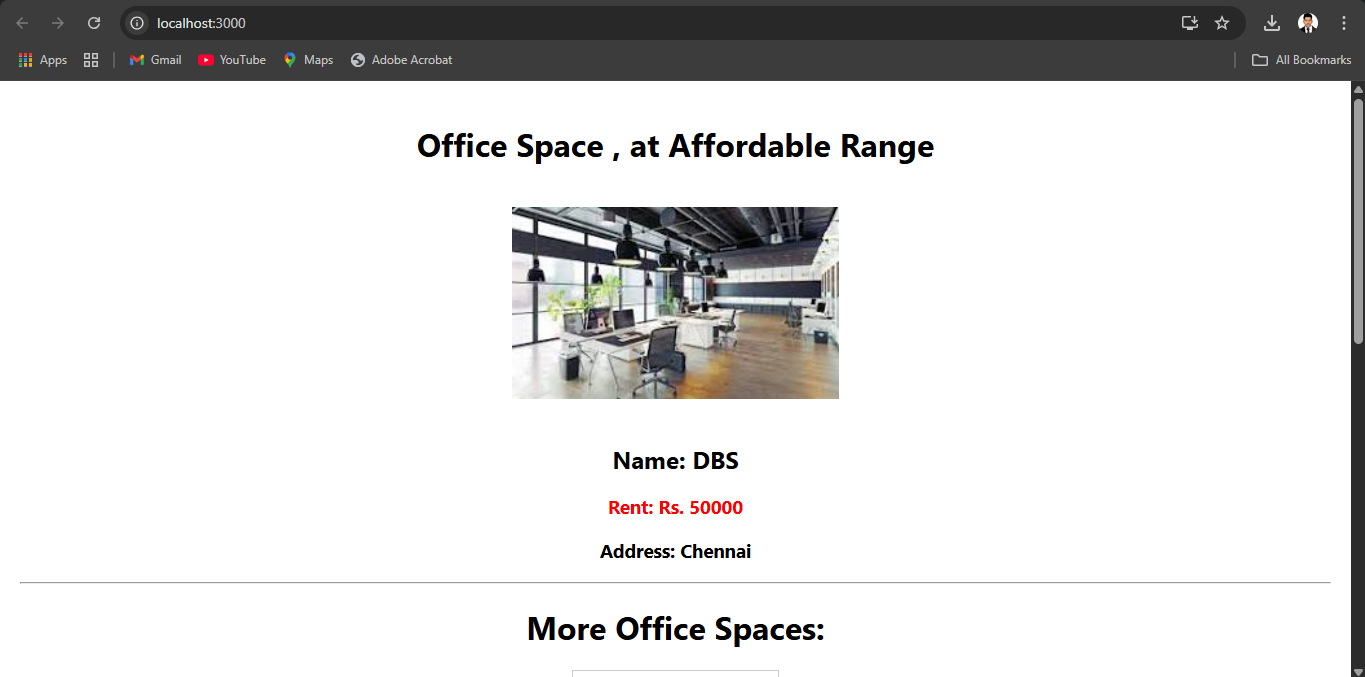 localhost:3000
Apps Gmail YouTube Maps Adobe Acrobat All Bookmarks
Office Space , at Affordable Range
Name: DBS
Rent: Rs. 50000
Address: Chennai
More Office Spaces: